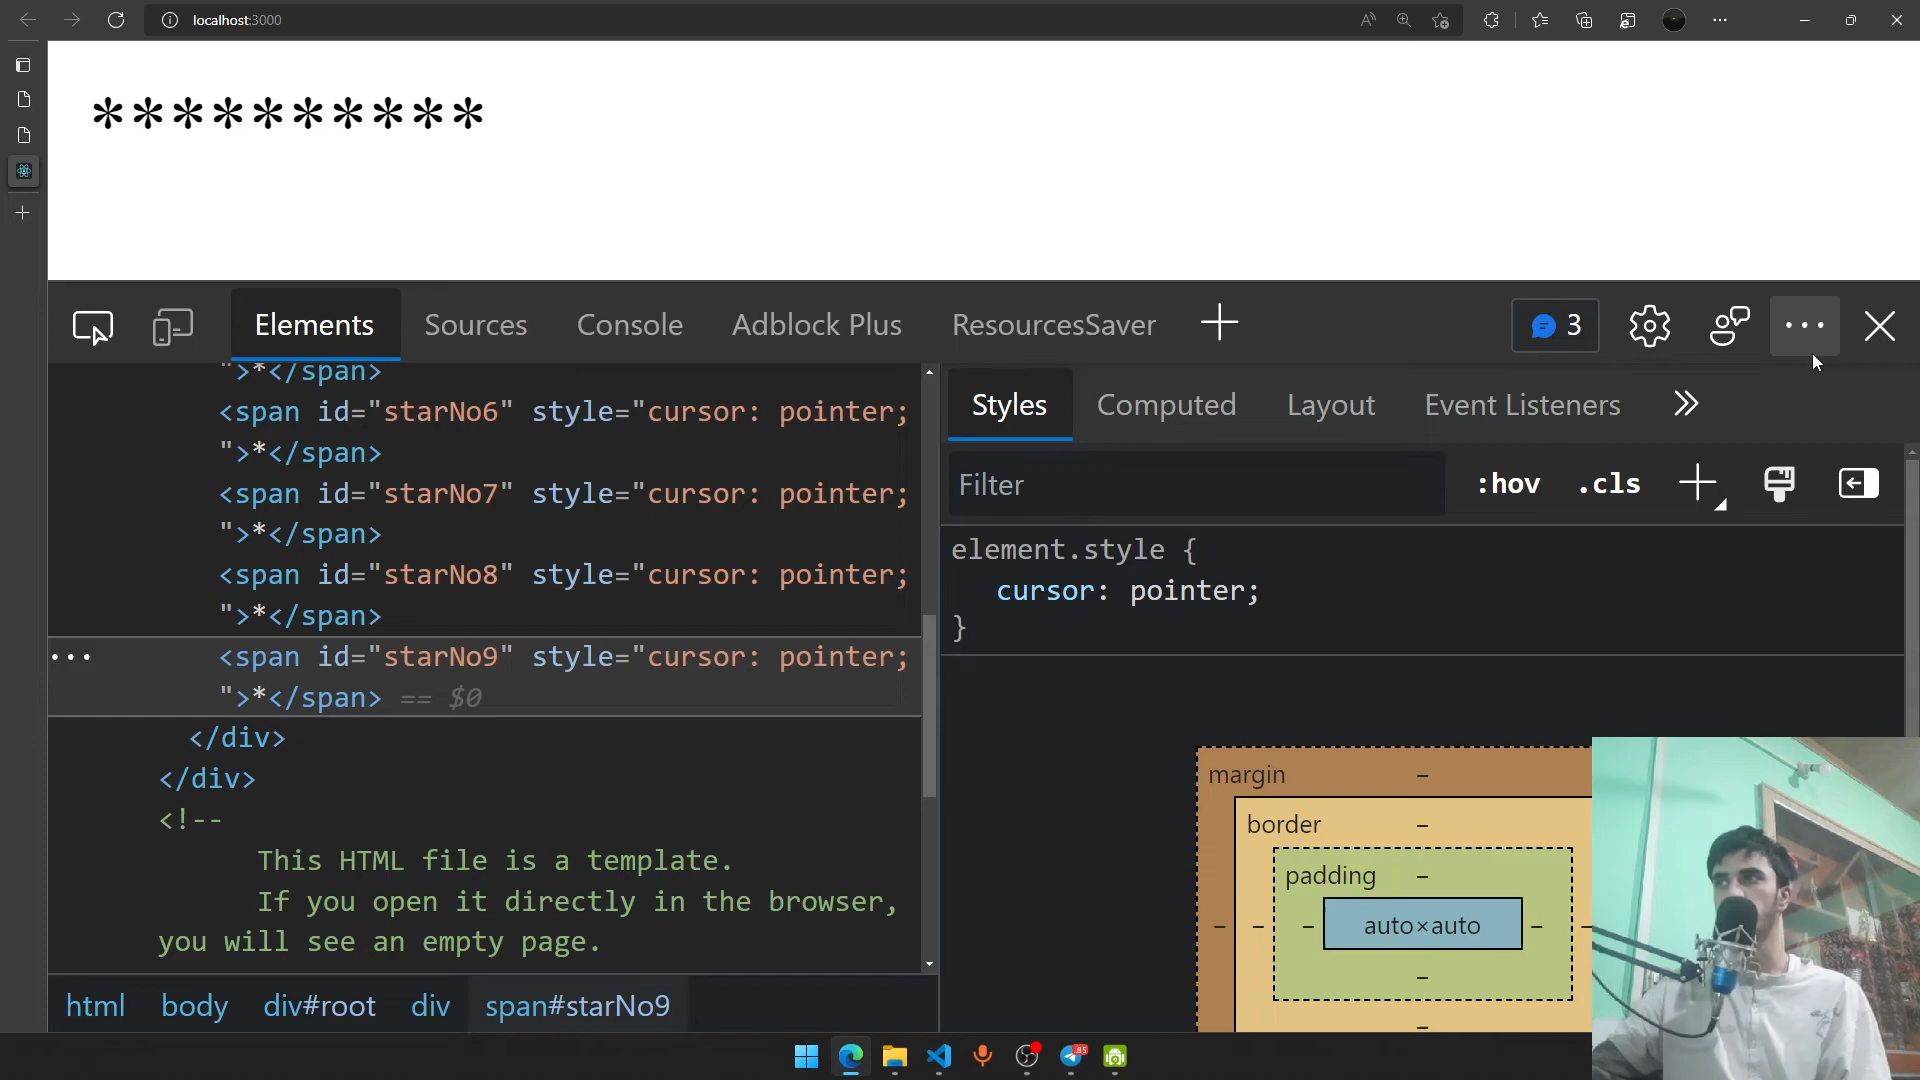 localhost:3000
**********
Elements
Sources
Console
Adblock Plus
ResourcesSaver
3
">*</span>
<span id="starNo6" style="cursor: pointer;
">*</span>
<span id="starNo7" style="cursor: pointer;
">*</span>
<span id="starNo8" style="cursor: pointer;
">*</span>
<span id="starNo9" style="cursor: pointer;
">*</span> == $0
</div>
</div>
<!--
This HTML file is a template.
If you open it directly in the browser,
you will see an empty page.
html
body
div#root
div
span#starNo9
Styles
Computed
Layout
Event Listeners
Filter
:hov
.cls
element.style {
cursor: pointer;
}
margin
–
border
–
padding
–
– – – auto×auto – –
–
–
85